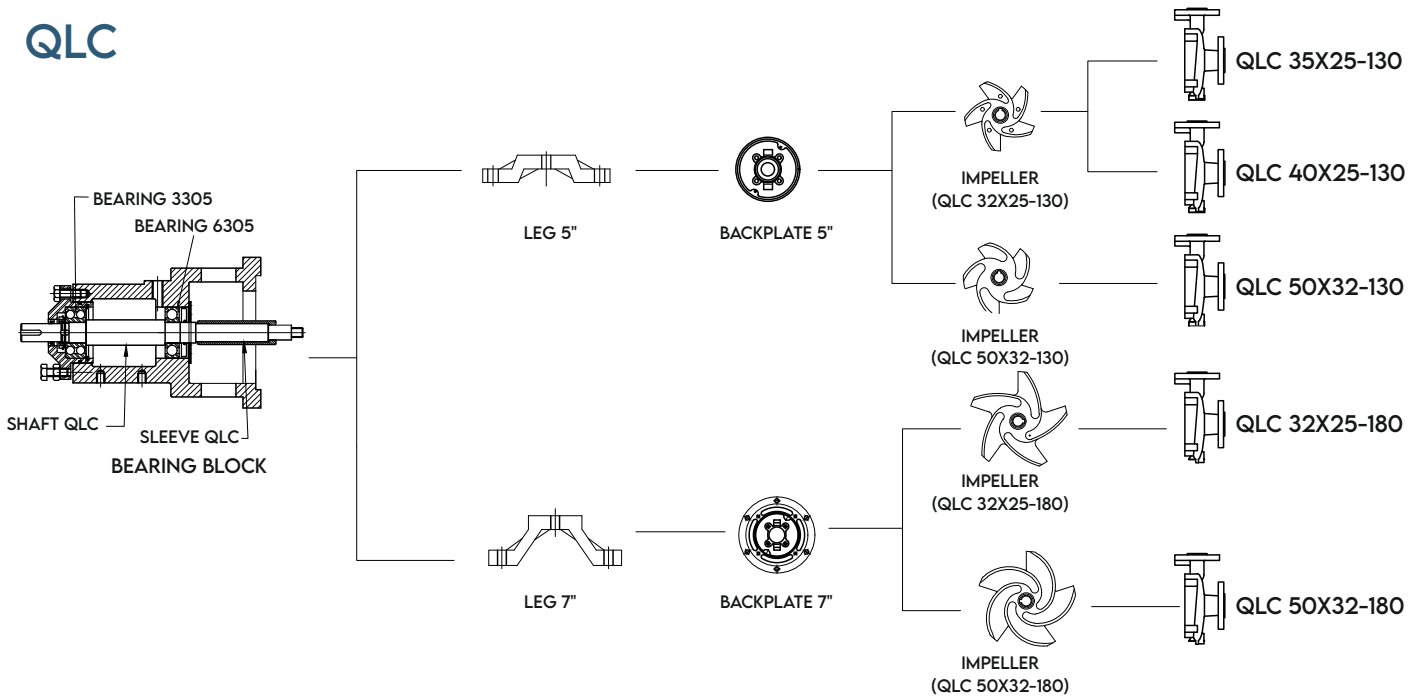 QLC
BEARING 3305
BEARING 6305
SHAFT QLC
SLEEVE QLC
BEARING BLOCK
LEG 5"
BACKPLATE 5"
IMPELLER
(QLC 32X25-130)
IMPELLER
(QLC 50X32-130)
QLC 35X25-130
QLC 40X25-130
QLC 50X32-130
LEG 7"
BACKPLATE 7"
IMPELLER
(QLC 32X25-180)
IMPELLER
(QLC 50X32-180)
QLC 32X25-180
QLC 50X32-180